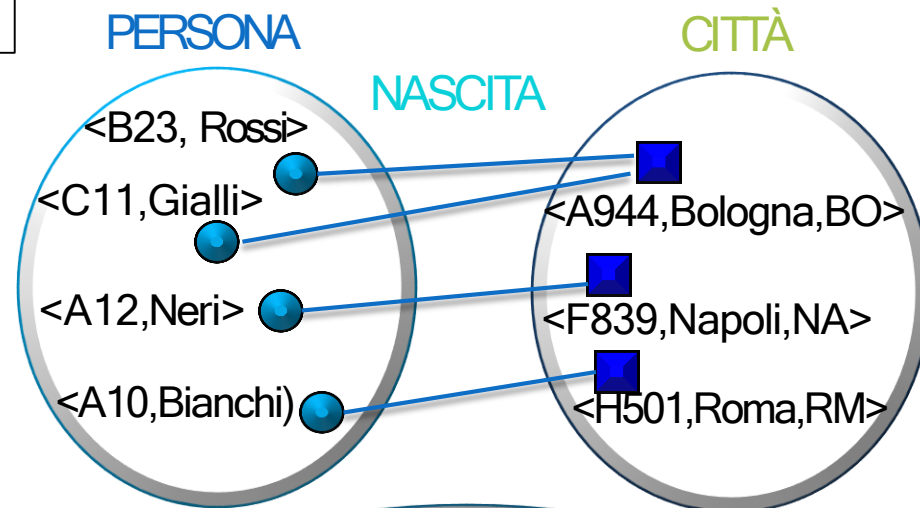 PERSONA
CITTÀ
NASCITA
<B23, Rossi>
<C11,Gialli>
<A944,Bologna,BO>
<A12,Neri>
<F839,Napoli,NA>
<A10,Bianchi)
<H501,Roma,RM>